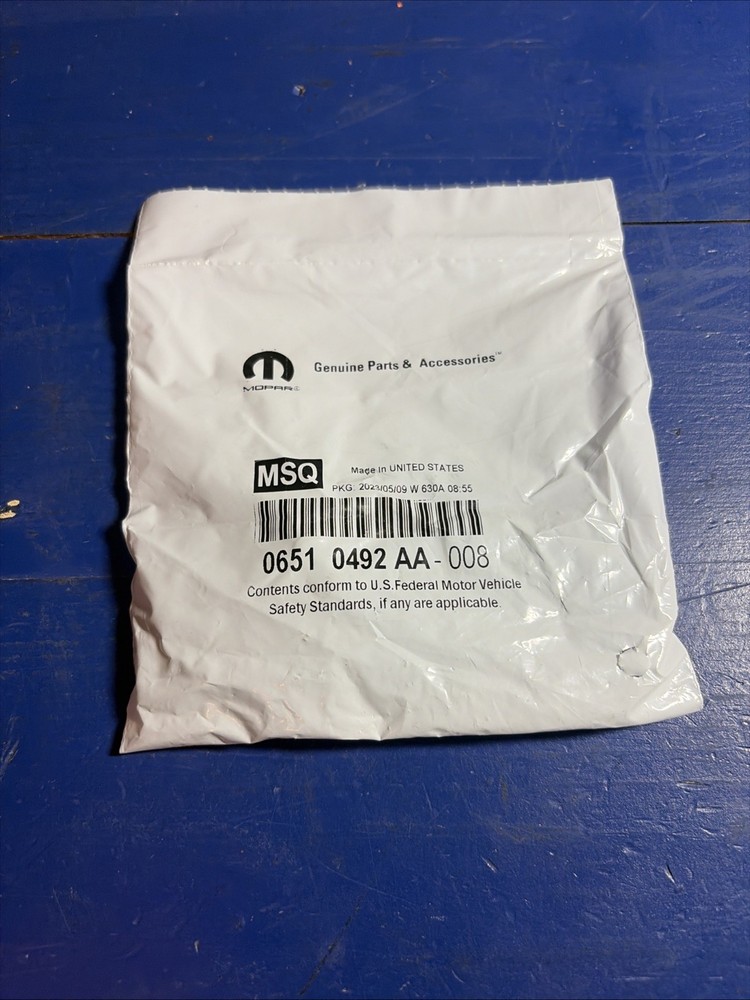 MOPAR®
Genuine Parts & Accessories™
MSQ
Made in UNITED STATES
PKG: 2023/05/09 W 630A 08:55
0651 0492 AA - 008
Contents conform to U.S.Federal Motor Vehicle
Safety Standards, if any are applicable.